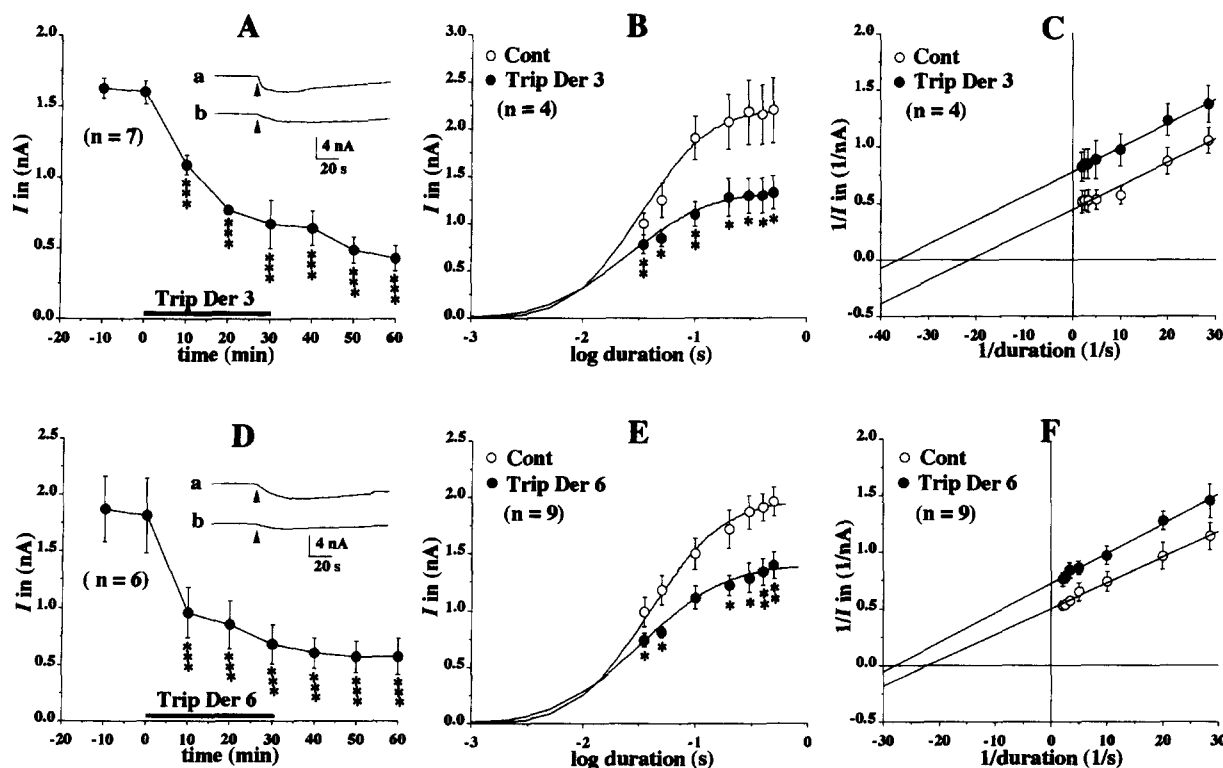 A
I in (nA)
2.0
1.5
1.0
0.5
0.0
a
b
4 nA
20 s
(n = 7)
***
***
***
***
***
***
Trip Der 3
-20 -10 0 10 20 30 40 50 60
time (min)
B
I in (nA)
3.0
2.5
2.0
1.5
1.0
0.5
0.0
Cont
Trip Der 3
(n = 4)
**
*
**
*
*
*
*
-3 -2 -1 0
log duration (s)
C
1/I in (1/nA)
2.0
1.5
1.0
0.5
0.0
-0.5
Cont
Trip Der 3
(n = 4)
-40 -30 -20 -10 0 10 20 30
1/duration (1/s)
D
I in (nA)
2.5
2.0
1.5
1.0
0.5
0.0
a
b
4 nA
20 s
( n = 6)
***
***
***
***
***
***
Trip Der 6
-20 -10 0 10 20 30 40 50 60
time (min)
E
I in (nA)
2.5
2.0
1.5
1.0
0.5
0.0
Cont
Trip Der 6
(n = 9)
*
*
*
*
**
**
-3 -2 -1 0
log duration (s)
F
1/I in (1/nA)
2.0
1.5
1.0
0.5
0.0
-0.5
Cont
Trip Der 6
(n = 9)
-30 -20 -10 0 10 20 30
1/duration (1/s)